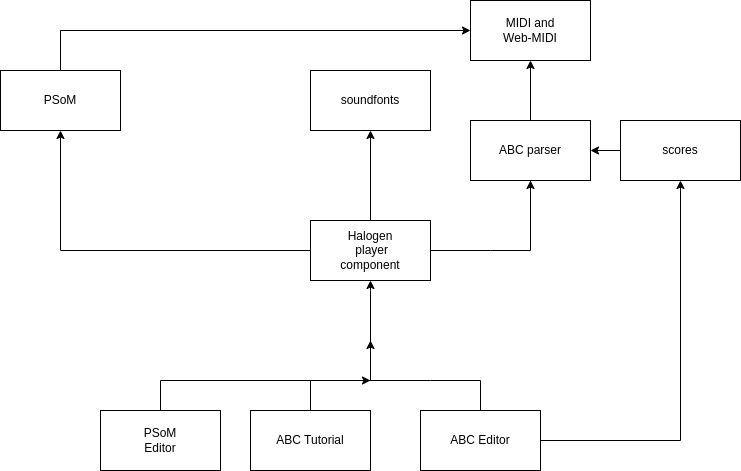 MIDI and
Web-MIDI
PSoM
soundfonts
ABC parser
scores
Halogen
player
component
PSoM
Editor
ABC Tutorial
ABC Editor